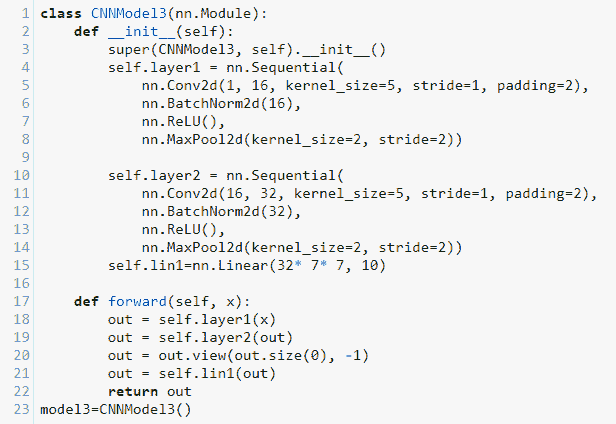 1 class CNNModel3(nn.Module):
2     def __init__(self):
3         super(CNNModel3, self).__init__()
4         self.layer1 = nn.Sequential(
5             nn.Conv2d(1, 16, kernel_size=5, stride=1, padding=2),
6             nn.BatchNorm2d(16),
7             nn.ReLU(),
8             nn.MaxPool2d(kernel_size=2, stride=2))
9
10         self.layer2 = nn.Sequential(
11             nn.Conv2d(16, 32, kernel_size=5, stride=1, padding=2),
12             nn.BatchNorm2d(32),
13             nn.ReLU(),
14             nn.MaxPool2d(kernel_size=2, stride=2))
15         self.lin1=nn.Linear(32* 7* 7, 10)
16
17     def forward(self, x):
18         out = self.layer1(x)
19         out = self.layer2(out)
20         out = out.view(out.size(0), -1)
21         out = self.lin1(out)
22         return out
23 model3=CNNModel3()